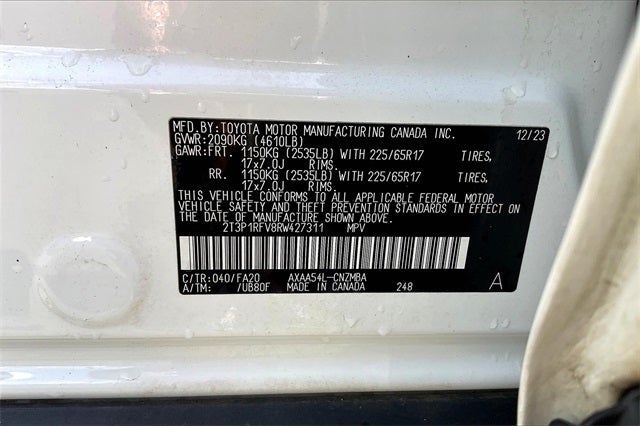 MFD.BY:TOYOTA MOTOR MANUFACTURING CANADA INC. 12/23
GVWR:2090KG (4610LB)
GAWR:FRT. 1150KG (2535LB) WITH 225/65R17 TIRES,
17x7.0J RIMS.
RR. 1150KG (2535LB) WITH 225/65R17 TIRES,
17x7.0J RIMS.
THIS VEHICLE CONFORMS TO ALL APPLICABLE FEDERAL MOTOR
VEHICLE SAFETY AND THEFT PREVENTION STANDARDS IN EFFECT ON
THE DATE OF MANUFACTURE SHOWN ABOVE.
2T3P1RFV8RW427311 MPV
C/TR:040/FA20 AXAA54L-CNZMBA
A/TM: /UB80F MADE IN CANADA 248 A